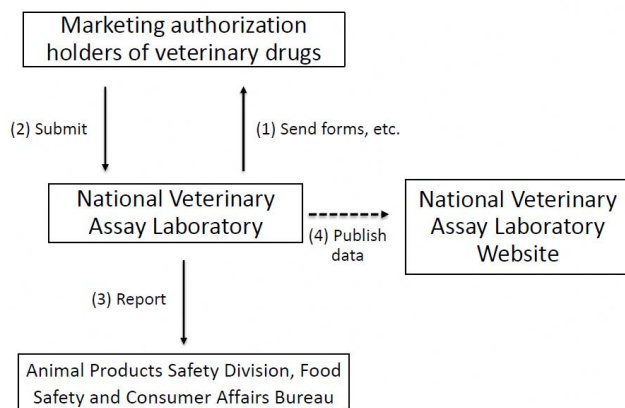 Marketing authorization
holders of veterinary drugs
(2) Submit
(1) Send forms, etc.
National Veterinary
Assay Laboratory
(4) Publish
data
National Veterinary
Assay Laboratory
Website
(3) Report
Animal Products Safety Division, Food
Safety and Consumer Affairs Bureau